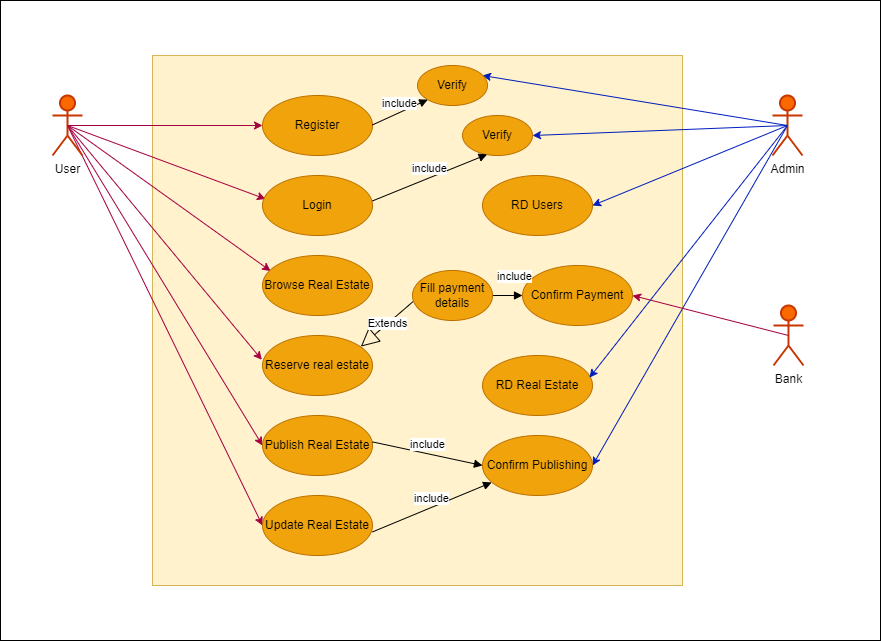 Verify
include
Register
Verify
User
Admin
include
Login
RD Users
Browse Real Estate
include
Fill payment
details
Confirm Payment
Extends
Reserve real estate
Bank
RD Real Estate
Publish Real Estate
include
Confirm Publishing
include
Update Real Estate